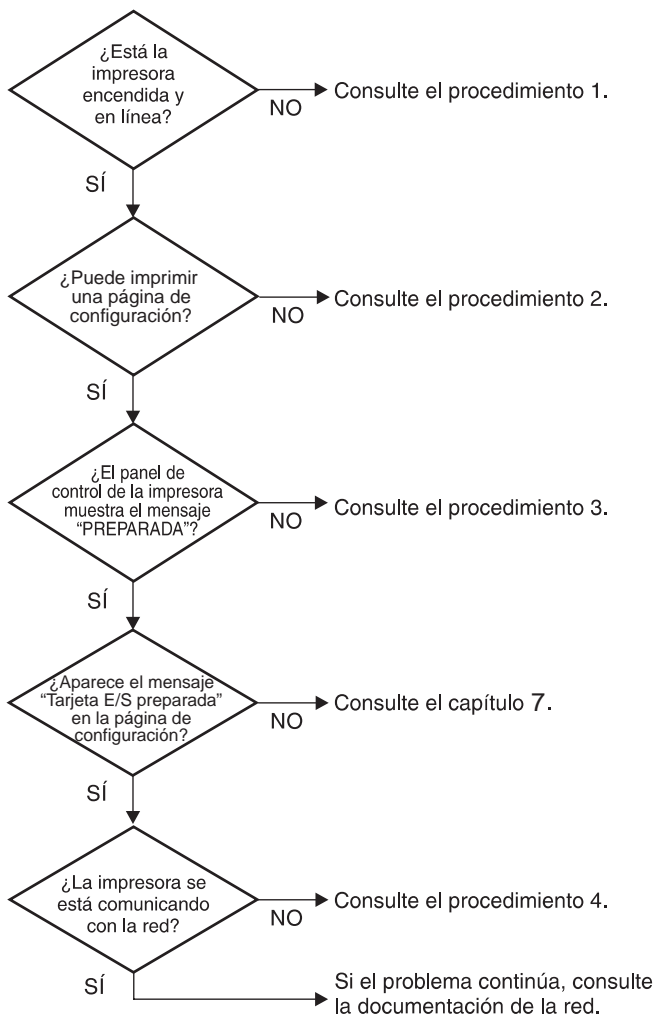 ¿Está la
impresora
encendida y
en línea?
NO
Consulte el procedimiento 1.
SÍ
¿Puede imprimir
una página de
configuración?
NO
Consulte el procedimiento 2.
SÍ
¿El panel de
control de la impresora
muestra el mensaje
“PREPARADA”?
NO
Consulte el procedimiento 3.
SÍ
¿Aparece el mensaje
“Tarjeta E/S preparada”
en la página de
configuración?
NO
Consulte el capítulo 7.
SÍ
¿La impresora se
está comunicando
con la red?
NO
Consulte el procedimiento 4.
SÍ
Si el problema continúa, consulte
la documentación de la red.